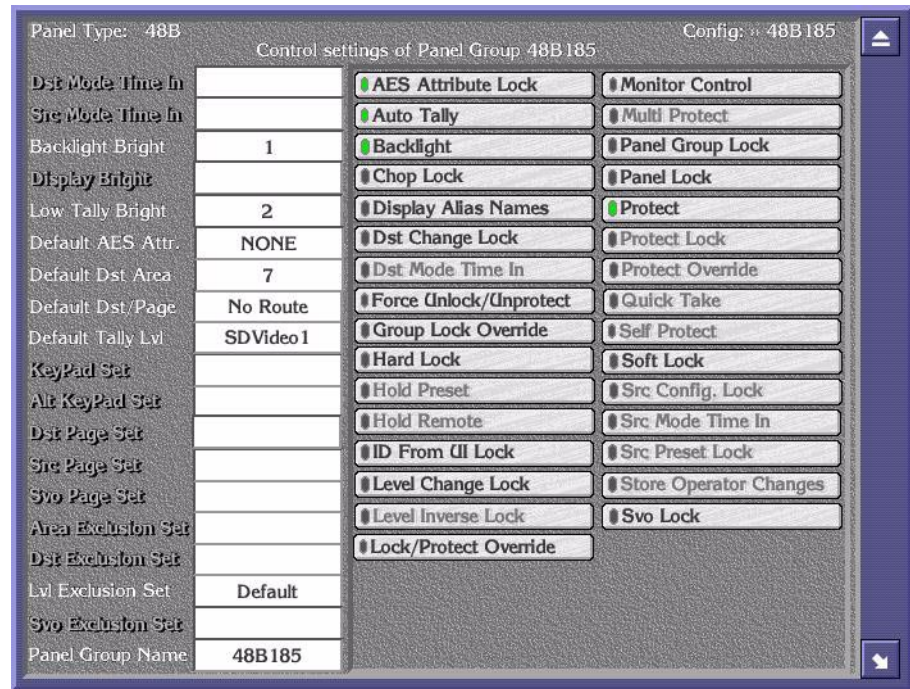 Panel Type: 48B
Config: » 48B185
Control settings of Panel Group 48B185
Dst Mode Time In
Src Mode Time In
Backlight Bright 1
Display Bright
Low Tally Bright 2
Default AES Attr. NONE
Default Dst Area 7
Default Dst/Page No Route
Default Tally Lvl SDVideo1
KeyPad Set
Alt KeyPad Set
Dst Page Set
Src Page Set
Svo Page Set
Area Exclusion Set
Dst Exclusion Set
Lvl Exclusion Set Default
Svo Exclusion Set
Panel Group Name 48B185
AES Attribute Lock
Auto Tally
Backlight
Chop Lock
Display Alias Names
Dst Change Lock
Dst Mode Time In
Force Unlock/Unprotect
Group Lock Override
Hard Lock
Hold Preset
Hold Remote
ID From UI Lock
Level Change Lock
Level Inverse Lock
Lock/Protect Override
Monitor Control
Multi Protect
Panel Group Lock
Panel Lock
Protect
Protect Lock
Protect Override
Quick Take
Self Protect
Soft Lock
Src Config. Lock
Src Mode Time In
Src Preset Lock
Store Operator Changes
Svo Lock